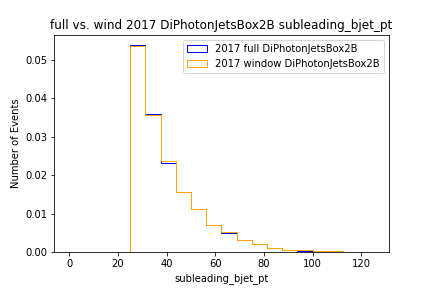 full vs. wind 2017 DiPhotonJetsBox2B subleading_bjet_pt
2017 full DiPhotonJetsBox2B
2017 window DiPhotonJetsBox2B
Number of Events
0.05
0.04
0.03
0.02
0.01
0.00
0 20 40 60 80 100 120
subleading_bjet_pt